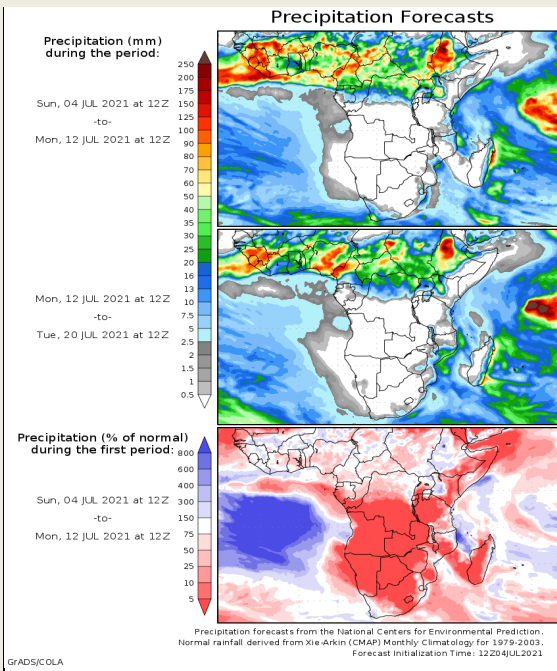 Precipitation Forecasts
Precipitation (mm)
during the period:
Sun, 04 JUL 2021 at 12Z
-to-
Mon, 12 JUL 2021 at 12Z
250
200
175
150
125
100
90
80
70
60
50
40
35
30
25
20
16
13
10
7.5
5
2.5
2
1.5
1
0.5
Mon, 12 JUL 2021 at 12Z
-to-
Tue, 20 JUL 2021 at 12Z
Precipitation (% of normal)
during the first period:
Sun, 04 JUL 2021 at 12Z
-to-
Mon, 12 JUL 2021 at 12Z
800
600
400
300
150
75
50
25
10
5
Precipitation forecasts from the National Centers for Environmental Prediction.
Normal rainfall derived from Xie-Arkin (CMAP) Monthly Climatology for 1979-2003.
Forecast Initialization Time: 12Z04JUL2021
GrADS/COLA